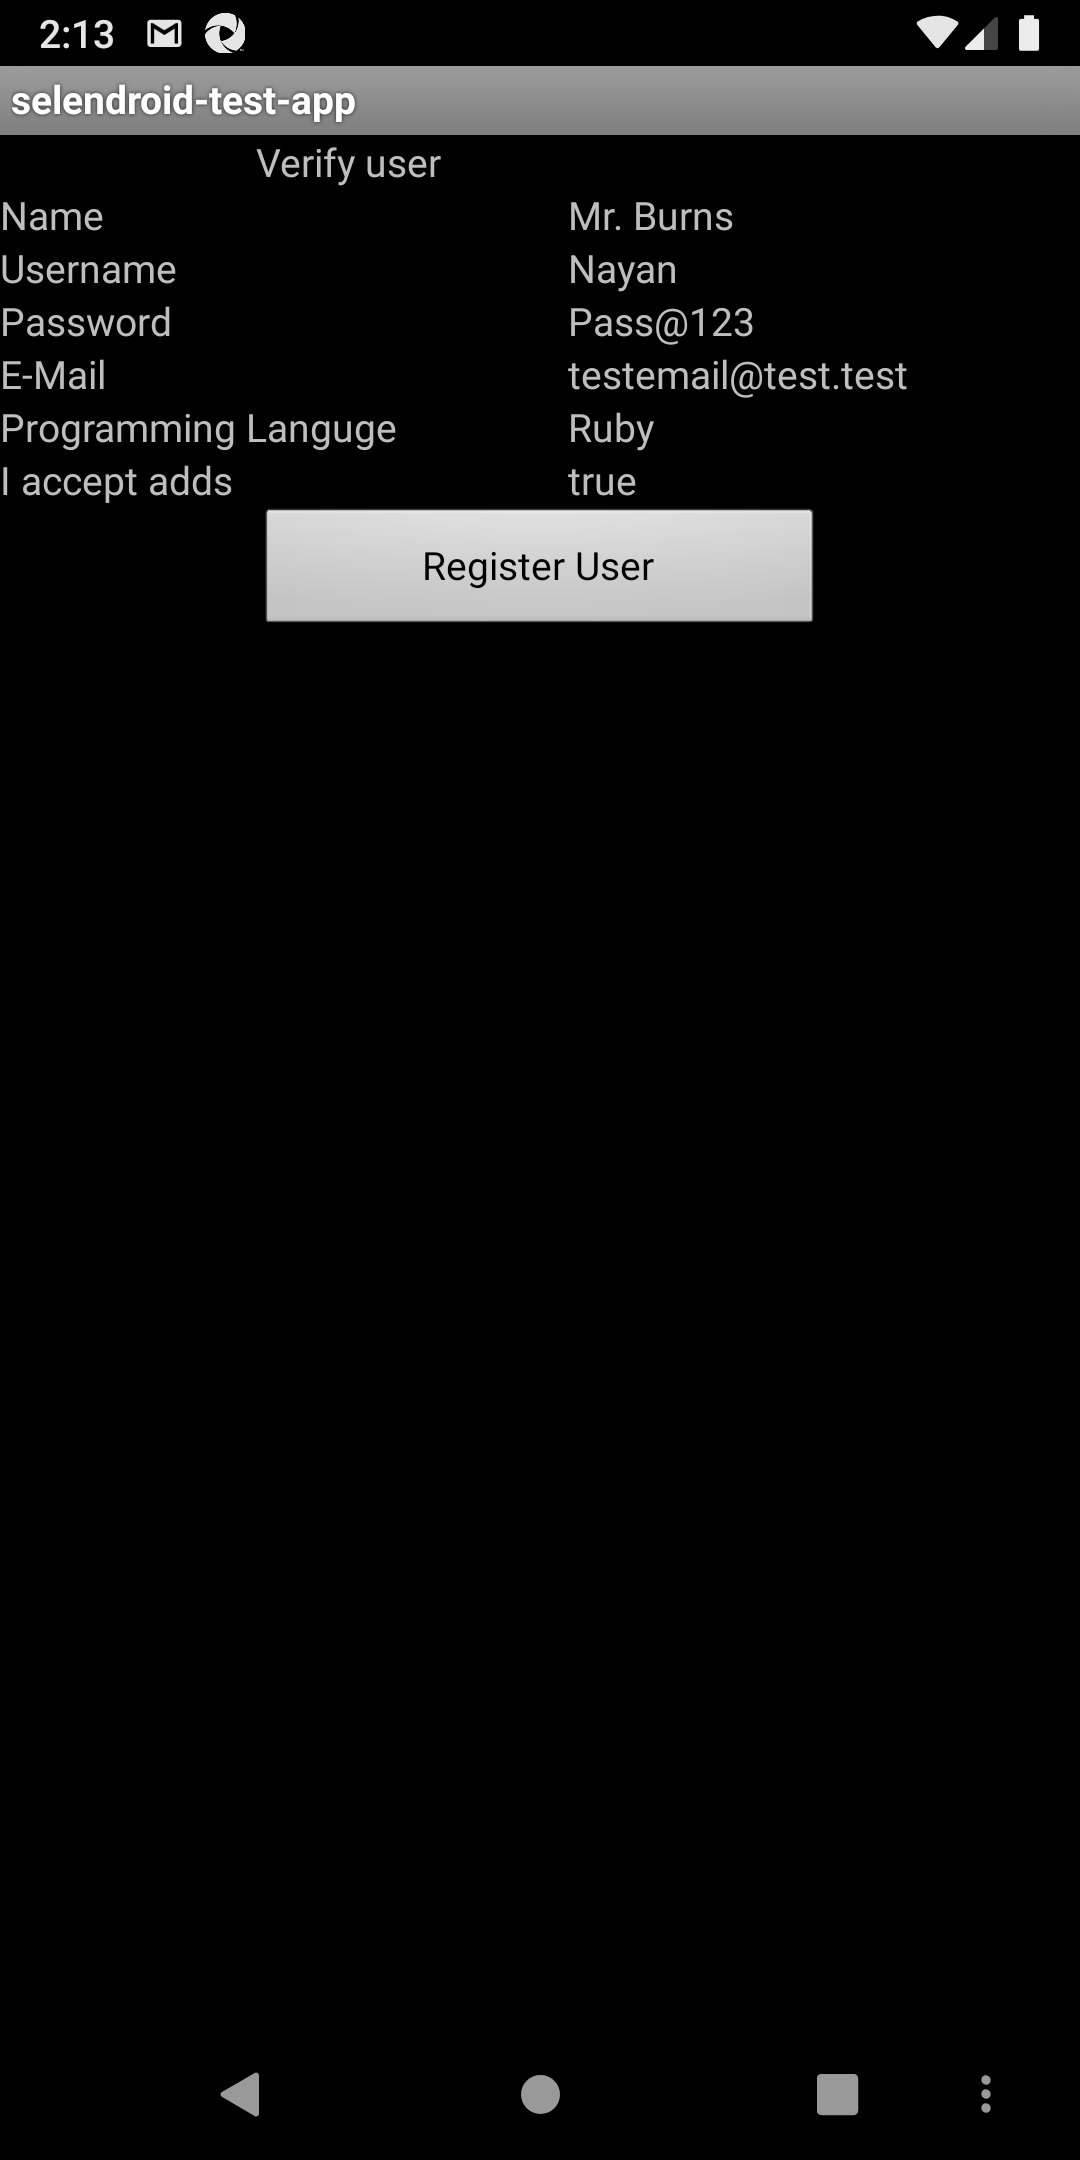 2:13
selendroid-test-app
Verify user
Name Mr. Burns
Username Nayan
Password Pass@123
E-Mail testemail@test.test
Programming Languge Ruby
I accept adds true
Register User